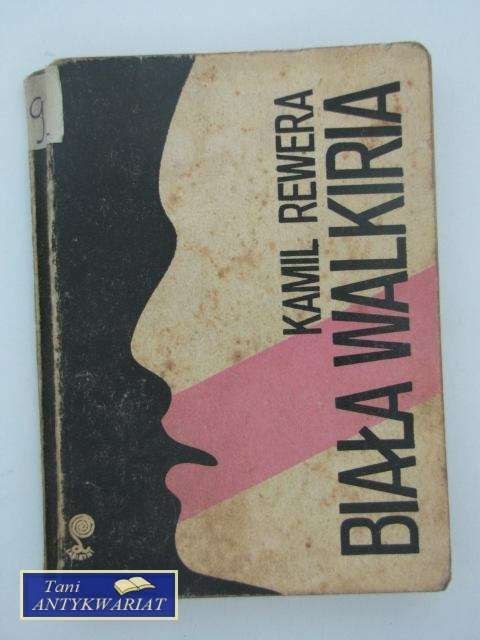 9.
KAMIL REWERA
BIAŁA WALKIRIA
Tani
ANTYKWARIAT